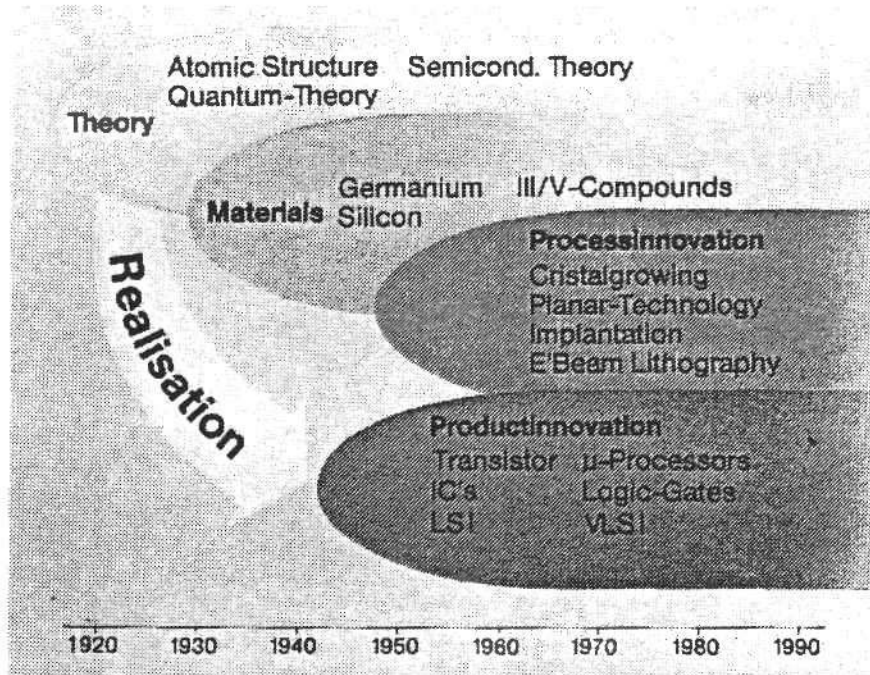 Atomic Structure Semicond. Theory
Quantum-Theory
Theory
Germanium III/V-Compounds
Materials Silicon
Processinnovation
Cristalgrowing
Planar-Technology
Implantation
E'Beam Lithography
Realisation
Productinnovation
Transistor µ-Processors
IC's Logic-Gates
LSI VLSI
1920 1930 1940 1950 1960 1970 1980 1990